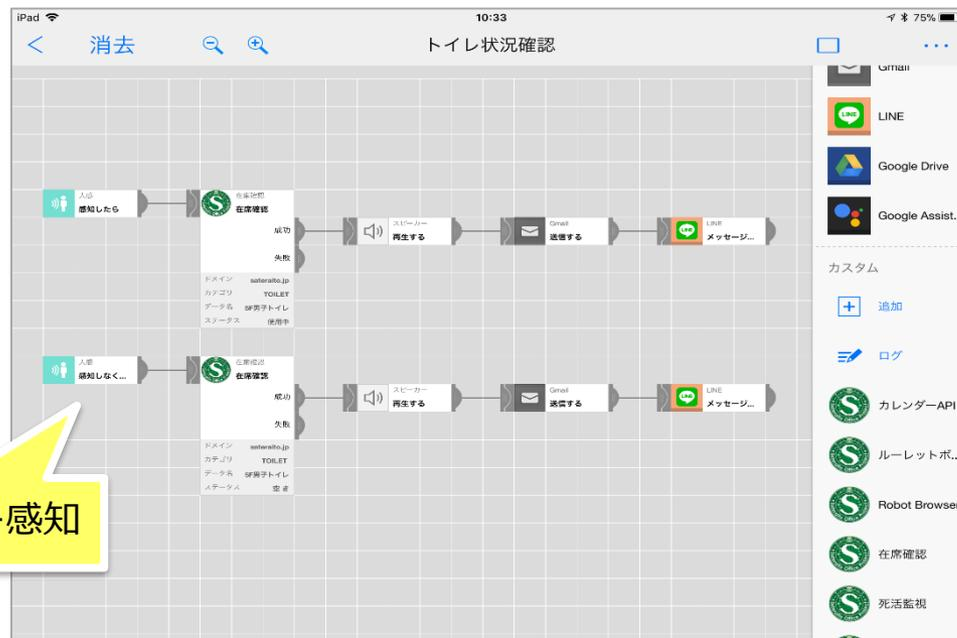 iPad
10:33
75%
消去
トイレ状況確認
Gmail
LINE
Google Drive
Google Assist.
カスタム
追加
ログ
カレンダーAPI
ルーレットボ..
Robot Browser
在席確認
死活監視
人感
感知したら
在席確認
在席確認
成功
失敗
ドメイン sateraito.jp
カテゴリ TOILET
データ名 5F男子トイレ
ステータス 使用中
スピーカー
再生する
Gmail
送信する
LINE
メッセージ...
人感
感知しなく...
在席確認
在席確認
成功
失敗
ドメイン sateraito.jp
カテゴリ TOILET
データ名 5F男子トイレ
ステータス 空き
スピーカー
再生する
Gmail
送信する
LINE
メッセージ...
感知